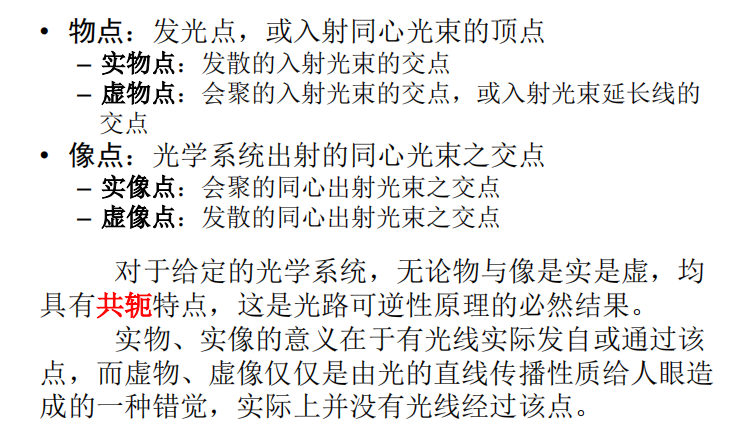 • 物点：发光点，或入射同心光束的顶点
– 实物点：发散的入射光束的交点
– 虚物点：会聚的入射光束的交点，或入射光束延长线的
交点
• 像点：光学系统出射的同心光束之交点
– 实像点：会聚的同心出射光束之交点
– 虚像点：发散的同心出射光束之交点
对于给定的光学系统，无论物与像是实是虚，均
具有共轭特点，这是光路可逆性原理的必然结果。
实物、实像的意义在于有光线实际发自或通过该
点，而虚物、虚像仅仅是由光的直线传播性质给人眼造
成的一种错觉，实际上并没有光线经过该点。